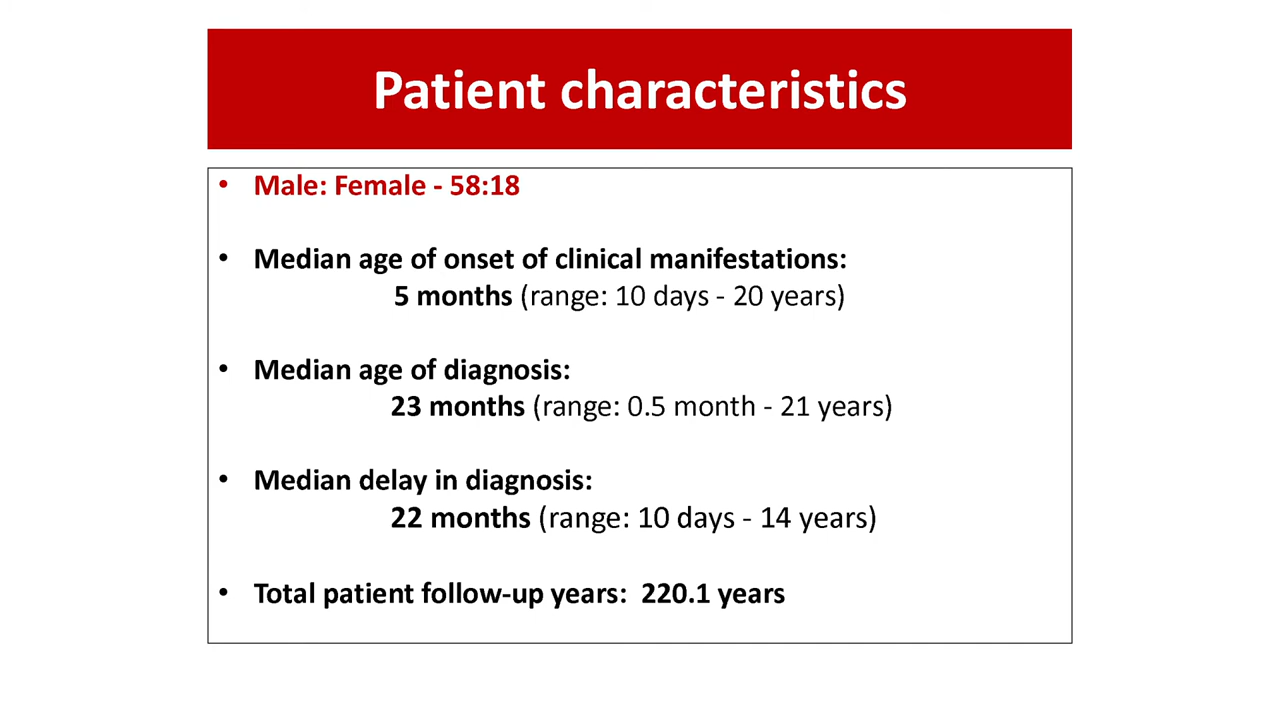 Patient characteristics
• Male: Female - 58:18
• Median age of onset of clinical manifestations:
5 months (range: 10 days - 20 years)
• Median age of diagnosis:
23 months (range: 0.5 month - 21 years)
• Median delay in diagnosis:
22 months (range: 10 days - 14 years)
• Total patient follow-up years: 220.1 years